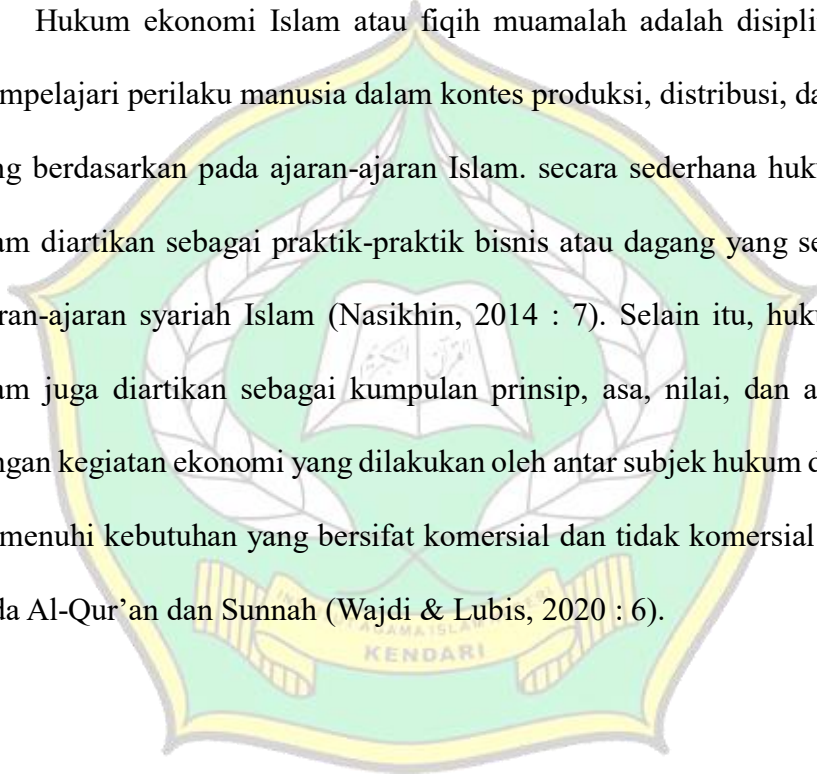 Hukum ekonomi Islam atau fiqih muamalah adalah disipli
mpelajari perilaku manusia dalam kontes produksi, distribusi, da
ng berdasarkan pada ajaran-ajaran Islam. secara sederhana huku
am diartikan sebagai praktik-praktik bisnis atau dagang yang se
ran-ajaran syariah Islam (Nasikhin, 2014 : 7). Selain itu, huku
am juga diartikan sebagai kumpulan prinsip, asa, nilai, dan a
ngan kegiatan ekonomi yang dilakukan oleh antar subjek hukum d
menuhi kebutuhan yang bersifat komersial dan tidak komersial
da Al-Qur’an dan Sunnah (Wajdi & Lubis, 2020 : 6).
KENDARI